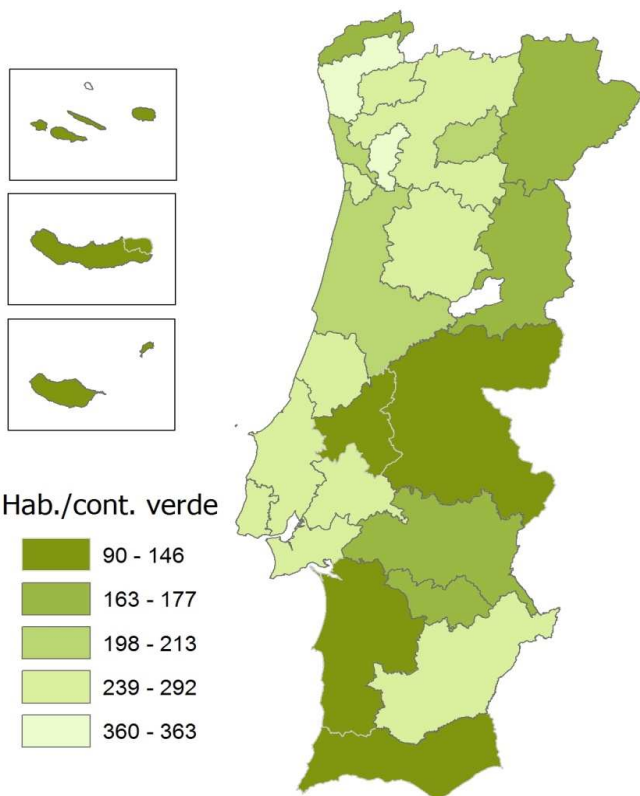 Hab./cont. verde
90 - 146
163 - 177
198 - 213
239 - 292
360 - 363